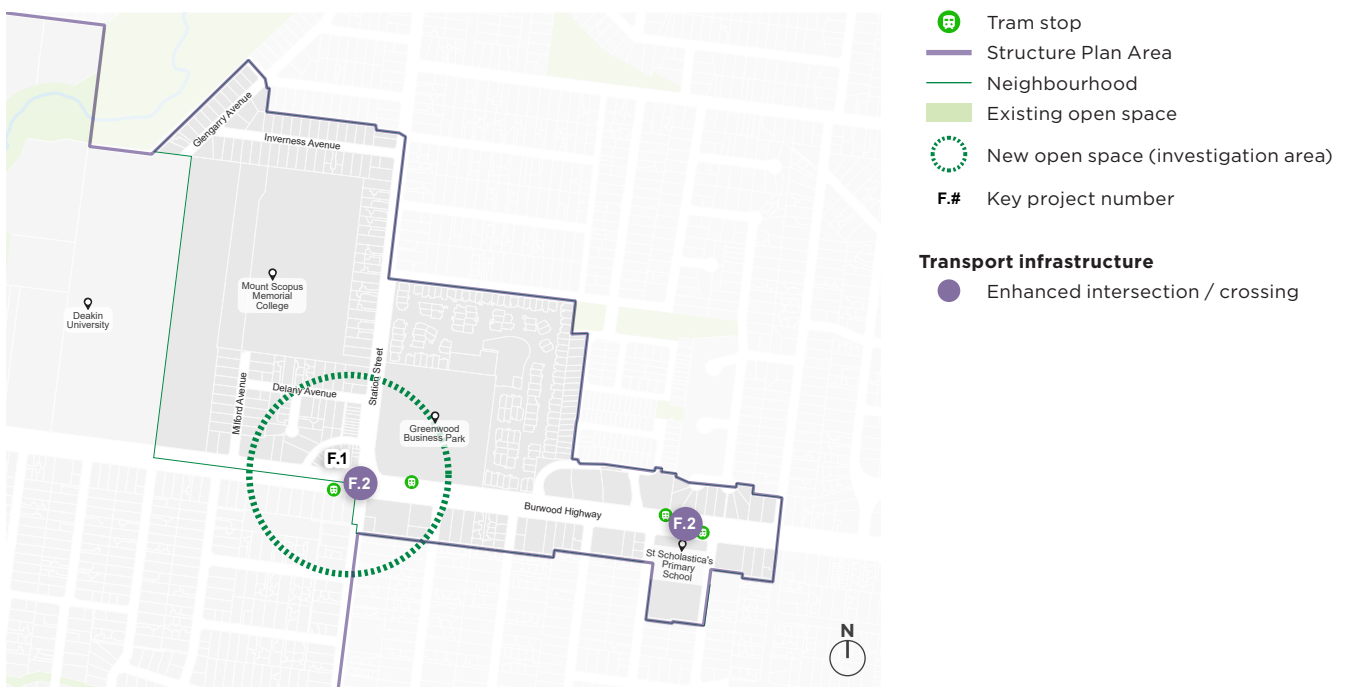 Glengarry Avenue
Inverness Avenue
Mount Scopus
Memorial
College
Deakin
University
Station Street
Milford Avenue
Delany Avenue
Greenwood
Business Park
F.1
F.2
Burwood Highway
F.2
St Scholastica's
Primary
School
N
Tram stop
Structure Plan Area
Neighbourhood
Existing open space
New open space (investigation area)
F.# Key project number
Transport infrastructure
Enhanced intersection / crossing